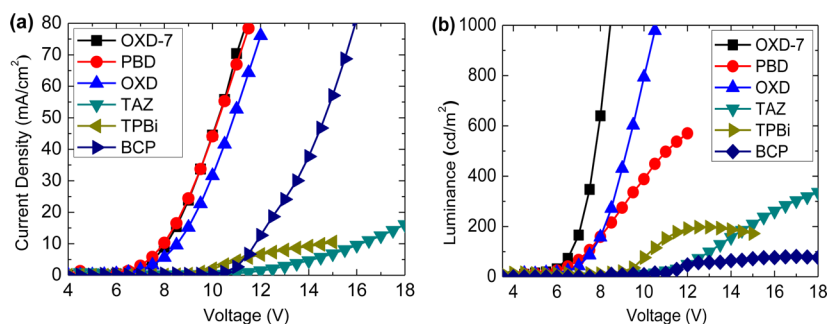 (a)
80
70
60
50
40
30
20
10
0
Current Density (mA/cm²)
OXD-7
PBD
OXD
TAZ
TPBi
BCP
4 6 8 10 12 14 16 18
Voltage (V)
(b)
1000
800
600
400
200
0
Luminance (cd/m²)
OXD-7
PBD
OXD
TAZ
TPBi
BCP
4 6 8 10 12 14 16 18
Voltage (V)